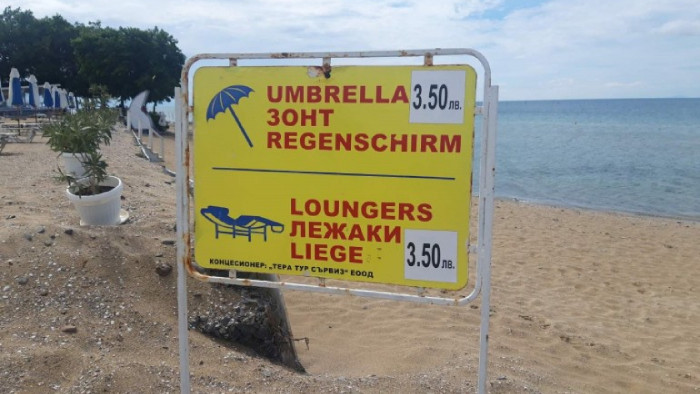 UMBRELLA 3.50 лв.
ЗОНТ
REGENSCHIRM
LOUNGERS
ЛЕЖАКИ
LIEGE 3.50 лв.
КОНЦЕСИОНЕР: „ТЕРА ТУР СЪРВИЗ" ЕООД